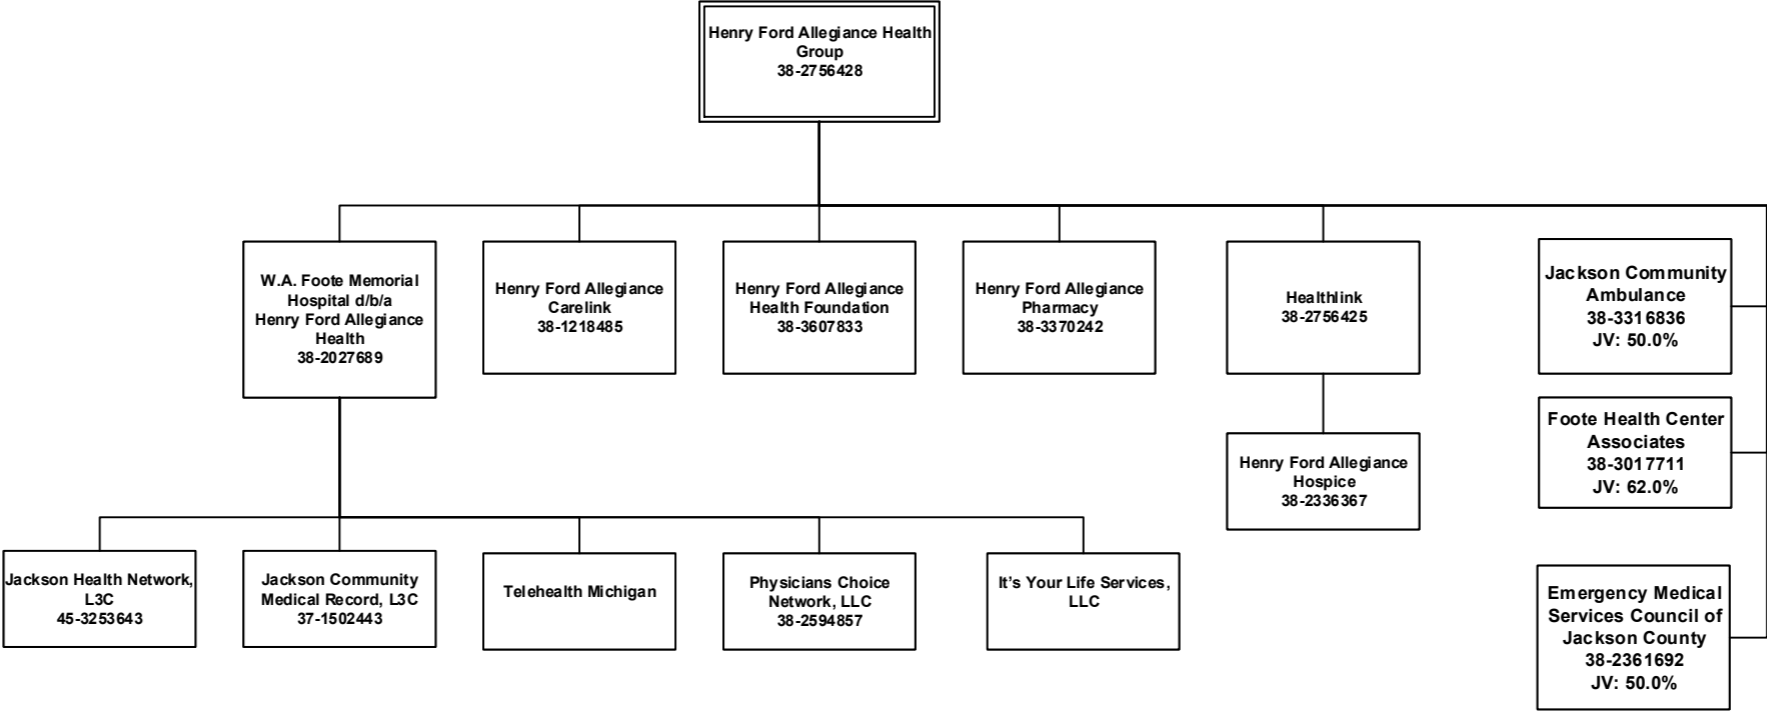 Henry Ford Allegiance Health
Group
38-2756428
W.A. Foote Memorial
Hospital d/b/a
Henry Ford Allegiance
Health
38-2027689
Henry Ford Allegiance
Carelink
38-1218485
Henry Ford Allegiance
Health Foundation
38-3607833
Henry Ford Allegiance
Pharmacy
38-3370242
Healthlink
38-2756425
Jackson Community
Ambulance
38-3316836
JV: 50.0%
Foote Health Center
Associates
38-3017711
JV: 62.0%
Henry Ford Allegiance
Hospice
38-2336367
Jackson Health Network,
L3C
45-3253643
Jackson Community
Medical Record, L3C
37-1502443
Telehealth Michigan
Physicians Choice
Network, LLC
38-2594857
It's Your Life Services,
LLC
Emergency Medical
Services Council of
Jackson County
38-2361692
JV: 50.0%